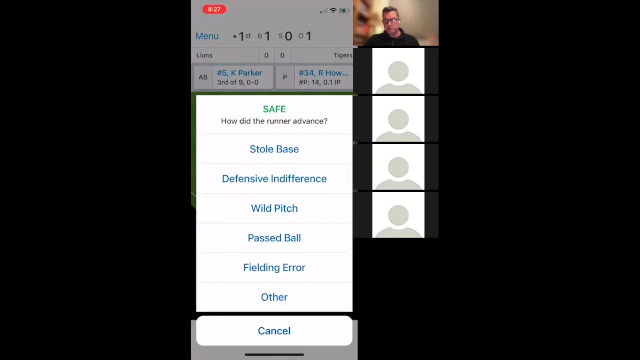 8:27
Menu ▲ 1st B 1 S 0 O 1
Lions 0 0 Tigers
AB #5, K Parker P #34, R How...
3rd of 9, 0-0 #P: 14, 0.1 IP
SAFE
How did the runner advance?
Stole Base
Defensive Indifference
Wild Pitch
Passed Ball
Fielding Error
Other
Cancel